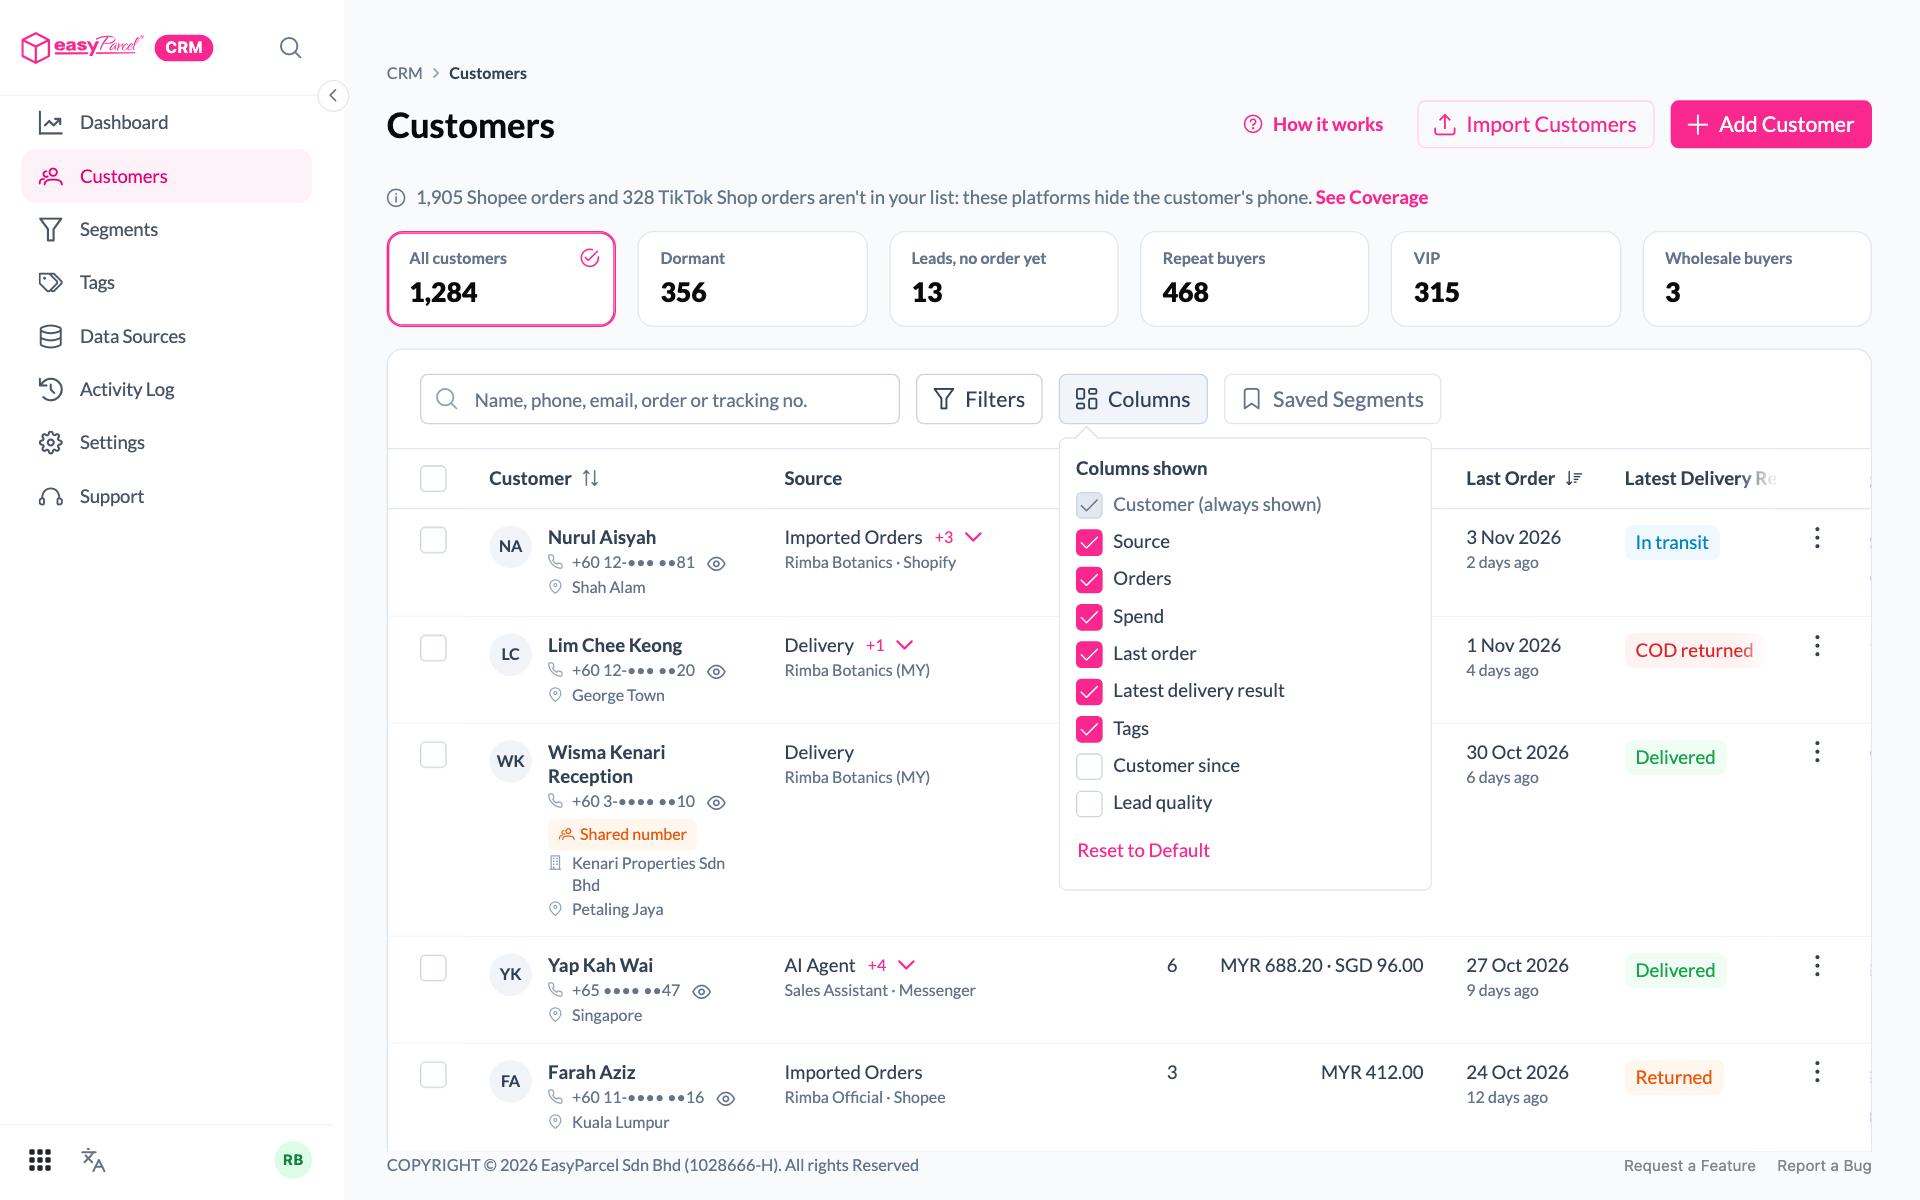 easyParcel CRM
Dashboard
Customers
Segments
Tags
Data Sources
Activity Log
Settings
Support
RB
CRM > Customers
Customers
How it works
Import Customers
Add Customer
1,905 Shopee orders and 328 TikTok Shop orders aren't in your list: these platforms hide the customer's phone. See Coverage
All customers
1,284
Dormant
356
Leads, no order yet
13
Repeat buyers
468
VIP
315
Wholesale buyers
3
Name, phone, email, order or tracking no.
Filters
Columns
Saved Segments
Customer
Source
Last Order
Latest Delivery Re
Columns shown
Customer (always shown)
Source
Orders
Spend
Last order
Latest delivery result
Tags
Customer since
Lead quality
Reset to Default
NA
Nurul Aisyah
+60 12-••• ••81
Shah Alam
Imported Orders +3
Rimba Botanics · Shopify
3 Nov 2026
2 days ago
In transit
LC
Lim Chee Keong
+60 12-••• ••20
George Town
Delivery +1
Rimba Botanics (MY)
1 Nov 2026
4 days ago
COD returned
WK
Wisma Kenari
Reception
+60 3-•••• ••10
Shared number
Kenari Properties Sdn
Bhd
Petaling Jaya
Delivery
Rimba Botanics (MY)
30 Oct 2026
6 days ago
Delivered
YK
Yap Kah Wai
+65 •••• ••47
Singapore
AI Agent +4
Sales Assistant · Messenger
6
MYR 688.20 · SGD 96.00
27 Oct 2026
9 days ago
Delivered
FA
Farah Aziz
+60 11-•••• ••16
Kuala Lumpur
Imported Orders
Rimba Official · Shopee
3
MYR 412.00
24 Oct 2026
12 days ago
Returned
COPYRIGHT © 2026 EasyParcel Sdn Bhd (1028666-H). All rights Reserved
Request a Feature
Report a Bug